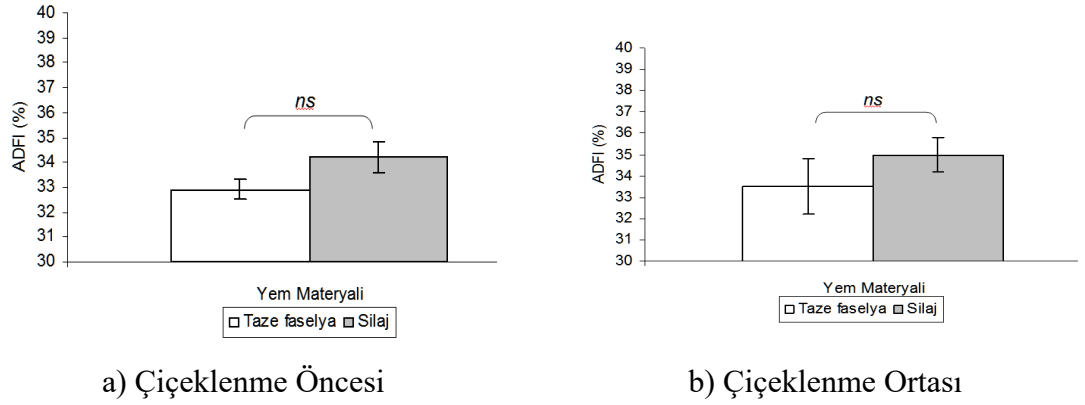 40
39
38
37
36
35
34
33
32
31
30
ADFI (%)
ns
Yem Materyali
Taze faselya Silaj
a) Çiçeklenme Öncesi
40
39
38
37
36
35
34
33
32
31
30
ADFI (%)
ns
Yem Materyali
Taze faselya Silaj
b) Çiçeklenme Ortası